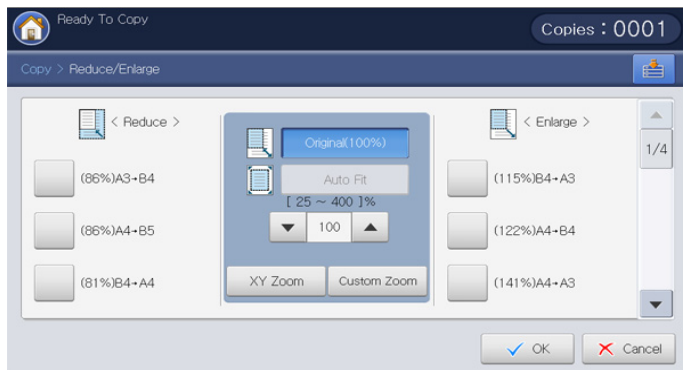 Ready To Copy
Copies : 0001
Copy > Reduce/Enlarge
< Reduce >
(86%)A3→B4
(86%)A4→B5
(81%)B4→A4
Original(100%)
Auto Fit
[ 25 ~ 400 ]%
100
XY Zoom
Custom Zoom
< Enlarge >
(115%)B4→A3
(122%)A4→B4
(141%)A4→A3
1/4
OK
Cancel